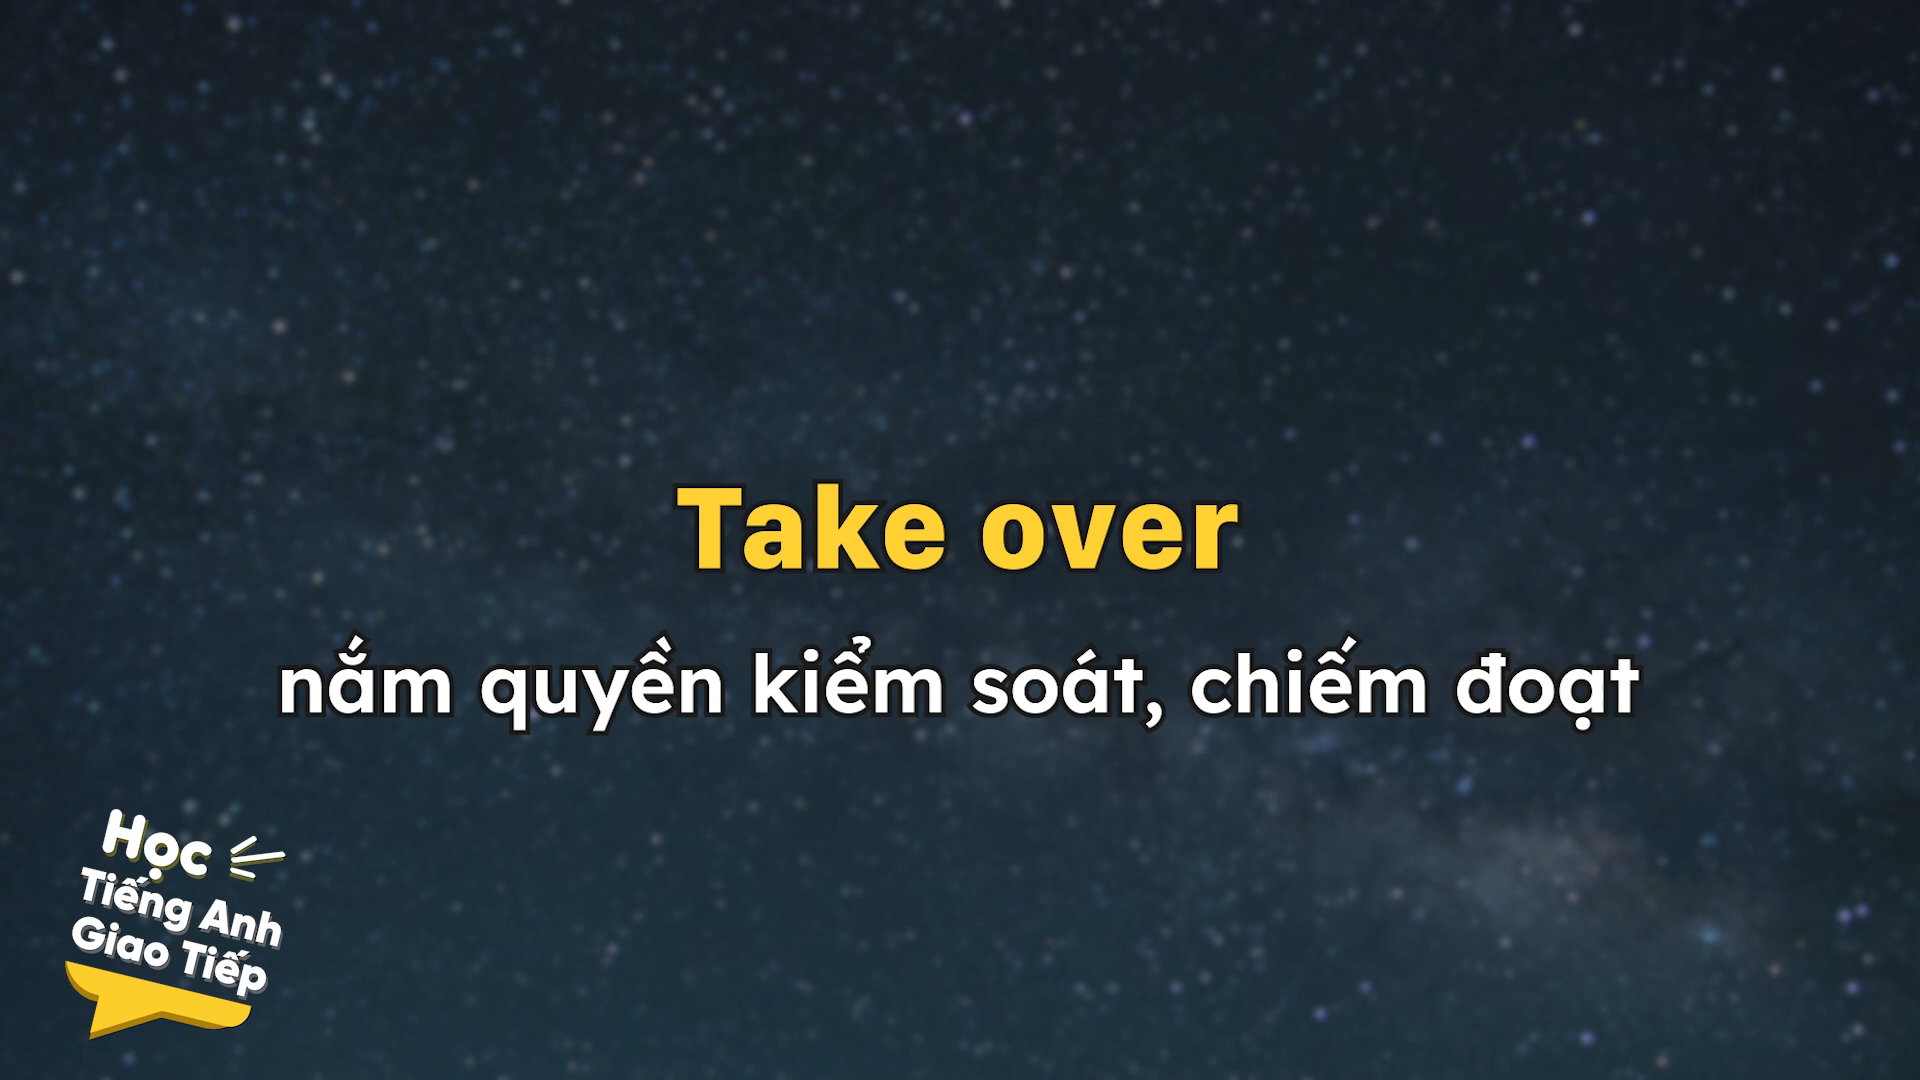 Take over
nắm quyền kiểm soát, chiếm đoạt
Học
Tiếng Anh
Giao Tiếp